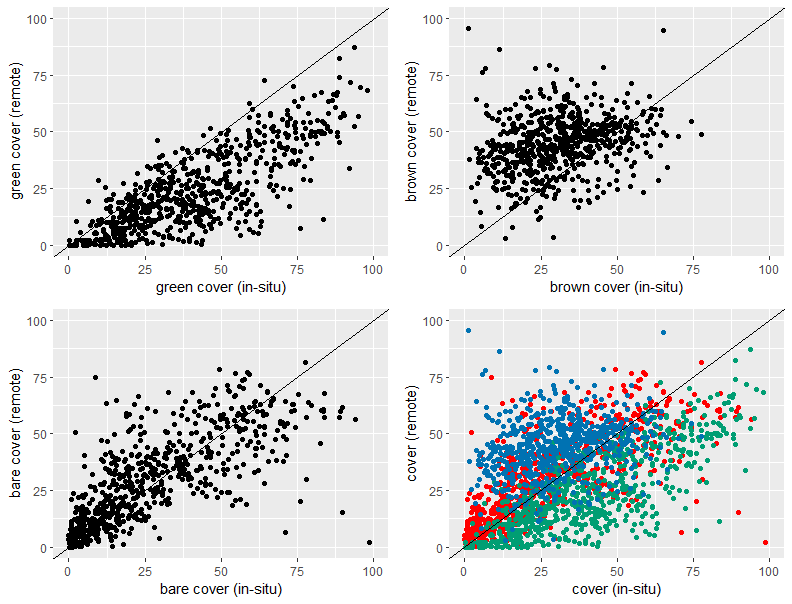 100
75
50
25
0
green cover (remote)
0 25 50 75 100
green cover (in-situ)
100
75
50
25
0
brown cover (remote)
0 25 50 75 100
brown cover (in-situ)
100
75
50
25
0
bare cover (remote)
0 25 50 75 100
bare cover (in-situ)
100
75
50
25
0
cover (remote)
0 25 50 75 100
cover (in-situ)